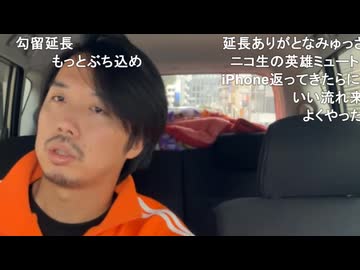 勾留延長
延長ありがとなみゅっさ
もっとぶち込め
ニコ生の英雄ミュート
iPhone返ってきたらに
いい流れ来
よくやった